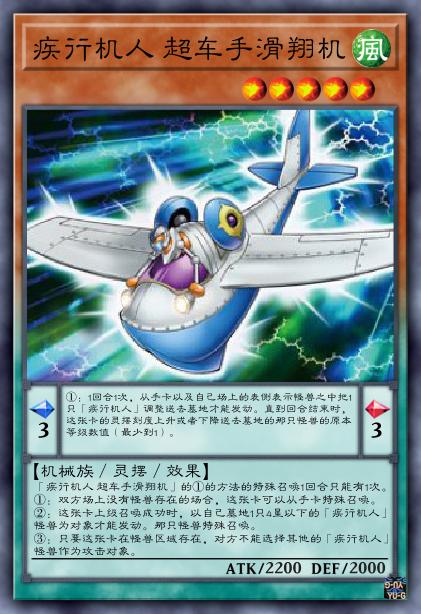 疾行机人 超车手滑翔机
風
①：1回合1次，从手卡以及自己场上的表侧表示怪兽之中把1
只「疾行机人」调整送去墓地才能发动。直到回合结束时，
这张卡的灵摆刻度上升或者下降送去墓地的那只怪兽的原本
等级数值（最少到1）。
3
3
【机械族／灵摆／效果】
「疾行机人 超车手滑翔机」的①的方法的特殊召唤1回合只能有1次。
①：双方场上没有怪兽存在的场合，这张卡可以从手卡特殊召唤。
②：这张卡上级召唤成功时，以自己墓地1只4星以下的「疾行机人」
怪兽为对象才能发动。那只怪兽特殊召唤。
③：只要这张卡在怪兽区域存在，对方不能选择其他的「疾行机人」
怪兽作为攻击对象。
ATK/2200 DEF/2000